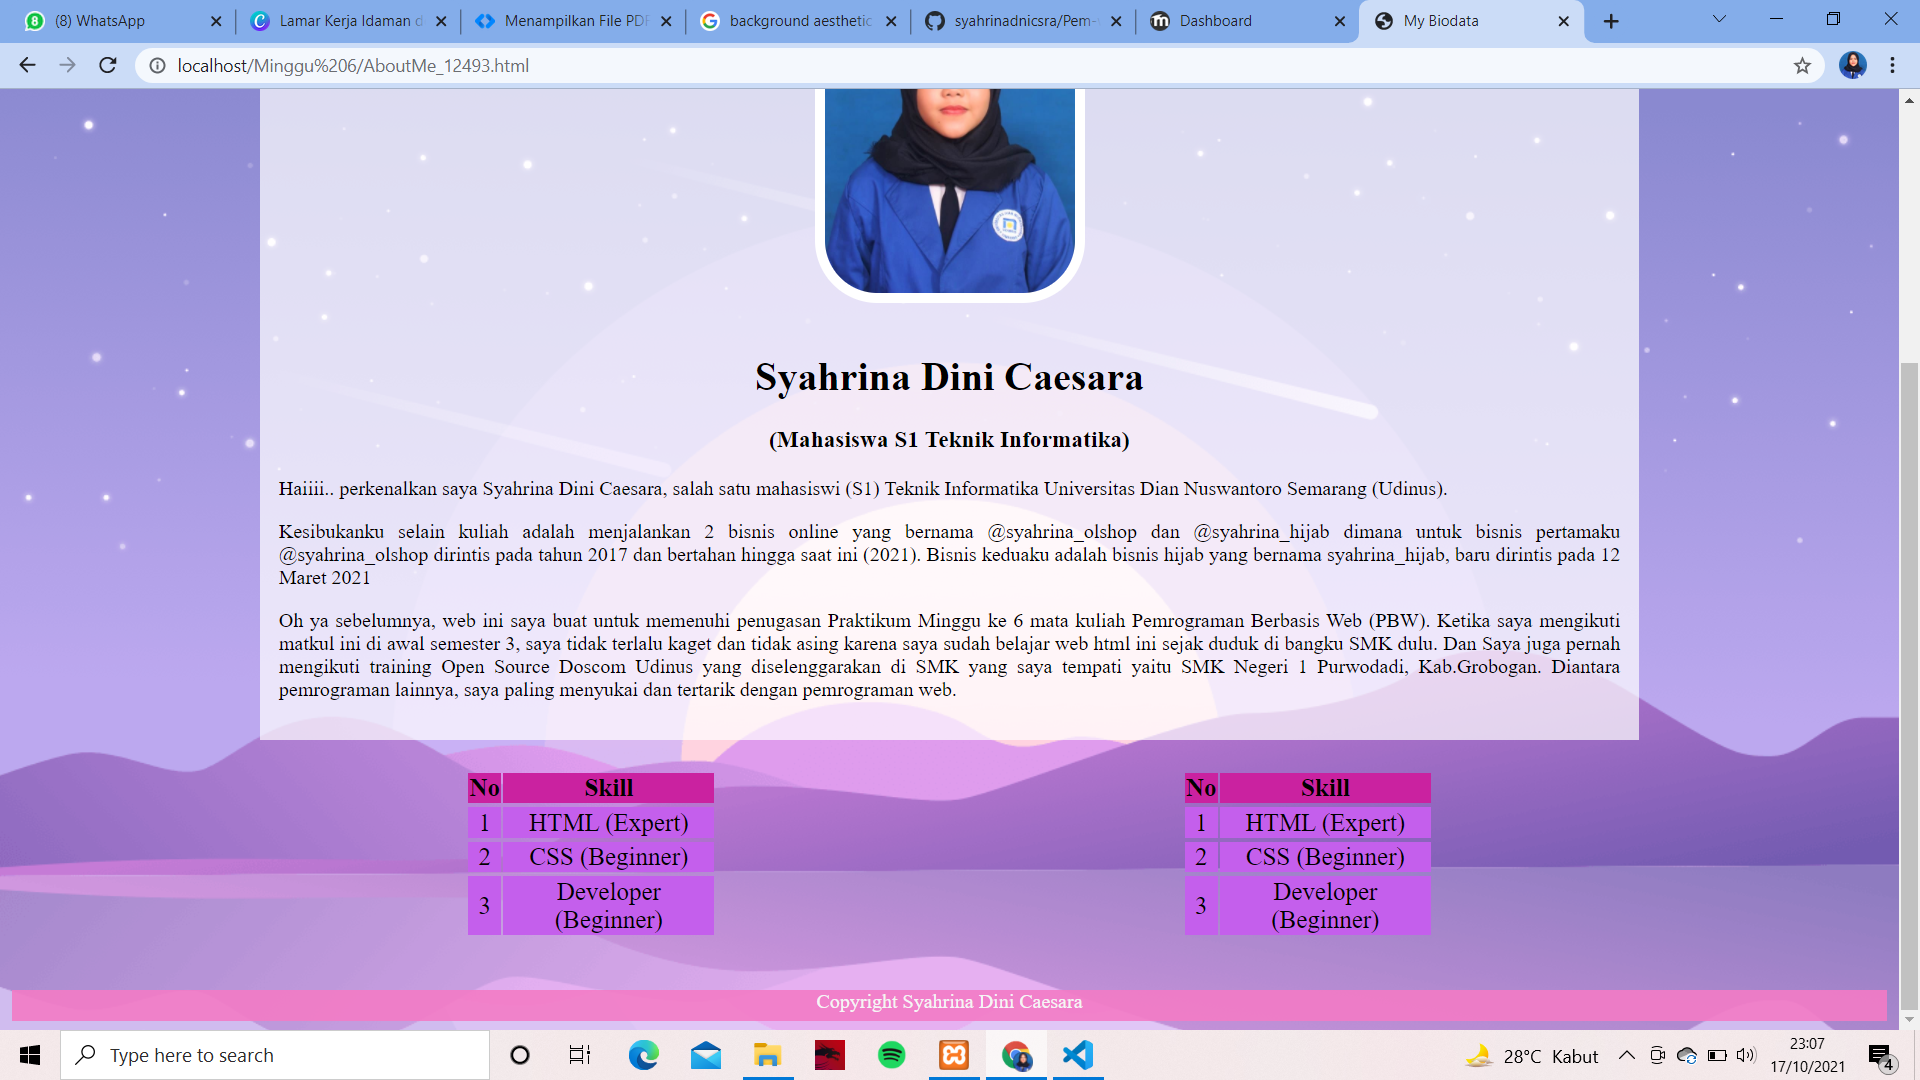 (8) WhatsApp
Lamar Kerja Idaman d
Menampilkan File PDF
background aesthetic
syahrinadnicsra/Pem-
Dashboard
My Biodata
localhost/Minggu%206/AboutMe_12493.html
Syahrina Dini Caesara
(Mahasiswa S1 Teknik Informatika)
Haiiii.. perkenalkan saya Syahrina Dini Caesara, salah satu mahasiswi (S1) Teknik Informatika Universitas Dian Nuswantoro Semarang (Udinus).
Kesibukanku selain kuliah adalah menjalankan 2 bisnis online yang bernama @syahrina_olshop dan @syahrina_hijab dimana untuk bisnis pertamaku
@syahrina_olshop dirintis pada tahun 2017 dan bertahan hingga saat ini (2021). Bisnis keduaku adalah bisnis hijab yang bernama syahrina_hijab, baru dirintis pada 12
Maret 2021
Oh ya sebelumnya, web ini saya buat untuk memenuhi penugasan Praktikum Minggu ke 6 mata kuliah Pemrograman Berbasis Web (PBW). Ketika saya mengikuti
matkul ini di awal semester 3, saya tidak terlalu kaget dan tidak asing karena saya sudah belajar web html ini sejak duduk di bangku SMK dulu. Dan Saya juga pernah
mengikuti training Open Source Doscom Udinus yang diselenggarakan di SMK yang saya tempati yaitu SMK Negeri 1 Purwodadi, Kab.Grobogan. Diantara
pemrograman lainnya, saya paling menyukai dan tertarik dengan pemrograman web.
No Skill
1 HTML (Expert)
2 CSS (Beginner)
3 Developer
(Beginner)
No Skill
1 HTML (Expert)
2 CSS (Beginner)
3 Developer
(Beginner)
Copyright Syahrina Dini Caesara
Type here to search
28°C Kabut
23:07
17/10/2021
4